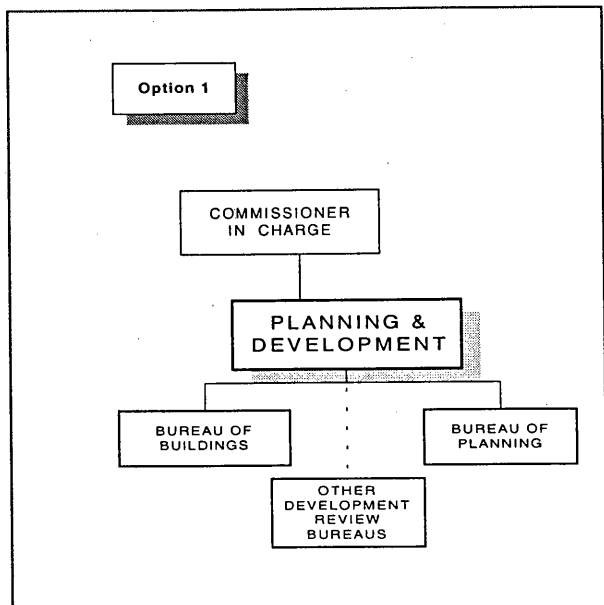 Option 1
COMMISSIONER
IN CHARGE
PLANNING &
DEVELOPMENT
BUREAU OF
BUILDINGS
BUREAU OF
PLANNING
OTHER
DEVELOPMENT
REVIEW
BUREAUS